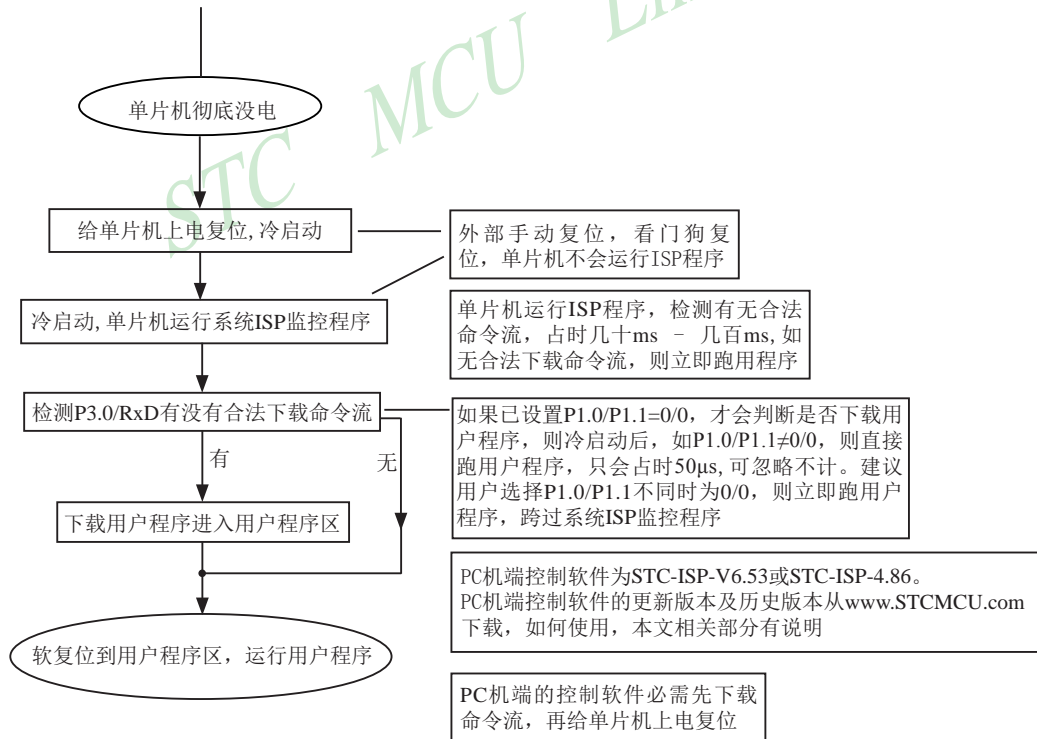 STC MCU
单片机彻底没电
给单片机上电复位,冷启动
外部手动复位，看门狗复
位，单片机不会运行ISP程序
冷启动,单片机运行系统ISP监控程序
单片机运行ISP程序，检测有无合法
命令流，占时几十ms － 几百ms,如
无合法下载命令流，则立即跑用程序
检测P3.0/RxD有没有合法下载命令流
如果已设置P1.0/P1.1=0/0，才会判断是否下载用
户程序，则冷启动后，如P1.0/P1.1≠0/0，则直接
跑用户程序，只会占时50μs,可忽略不计。建议
用户选择P1.0/P1.1不同时为0/0，则立即跑用户
程序，跨过系统ISP监控程序
有
无
下载用户程序进入用户程序区
PC机端控制软件为STC-ISP-V6.53或STC-ISP-4.86。
PC机端控制软件的更新版本及历史版本从www.STCMCU.com
下载，如何使用，本文相关部分有说明
软复位到用户程序区，运行用户程序
PC机端的控制软件必需先下载
命令流，再给单片机上电复位